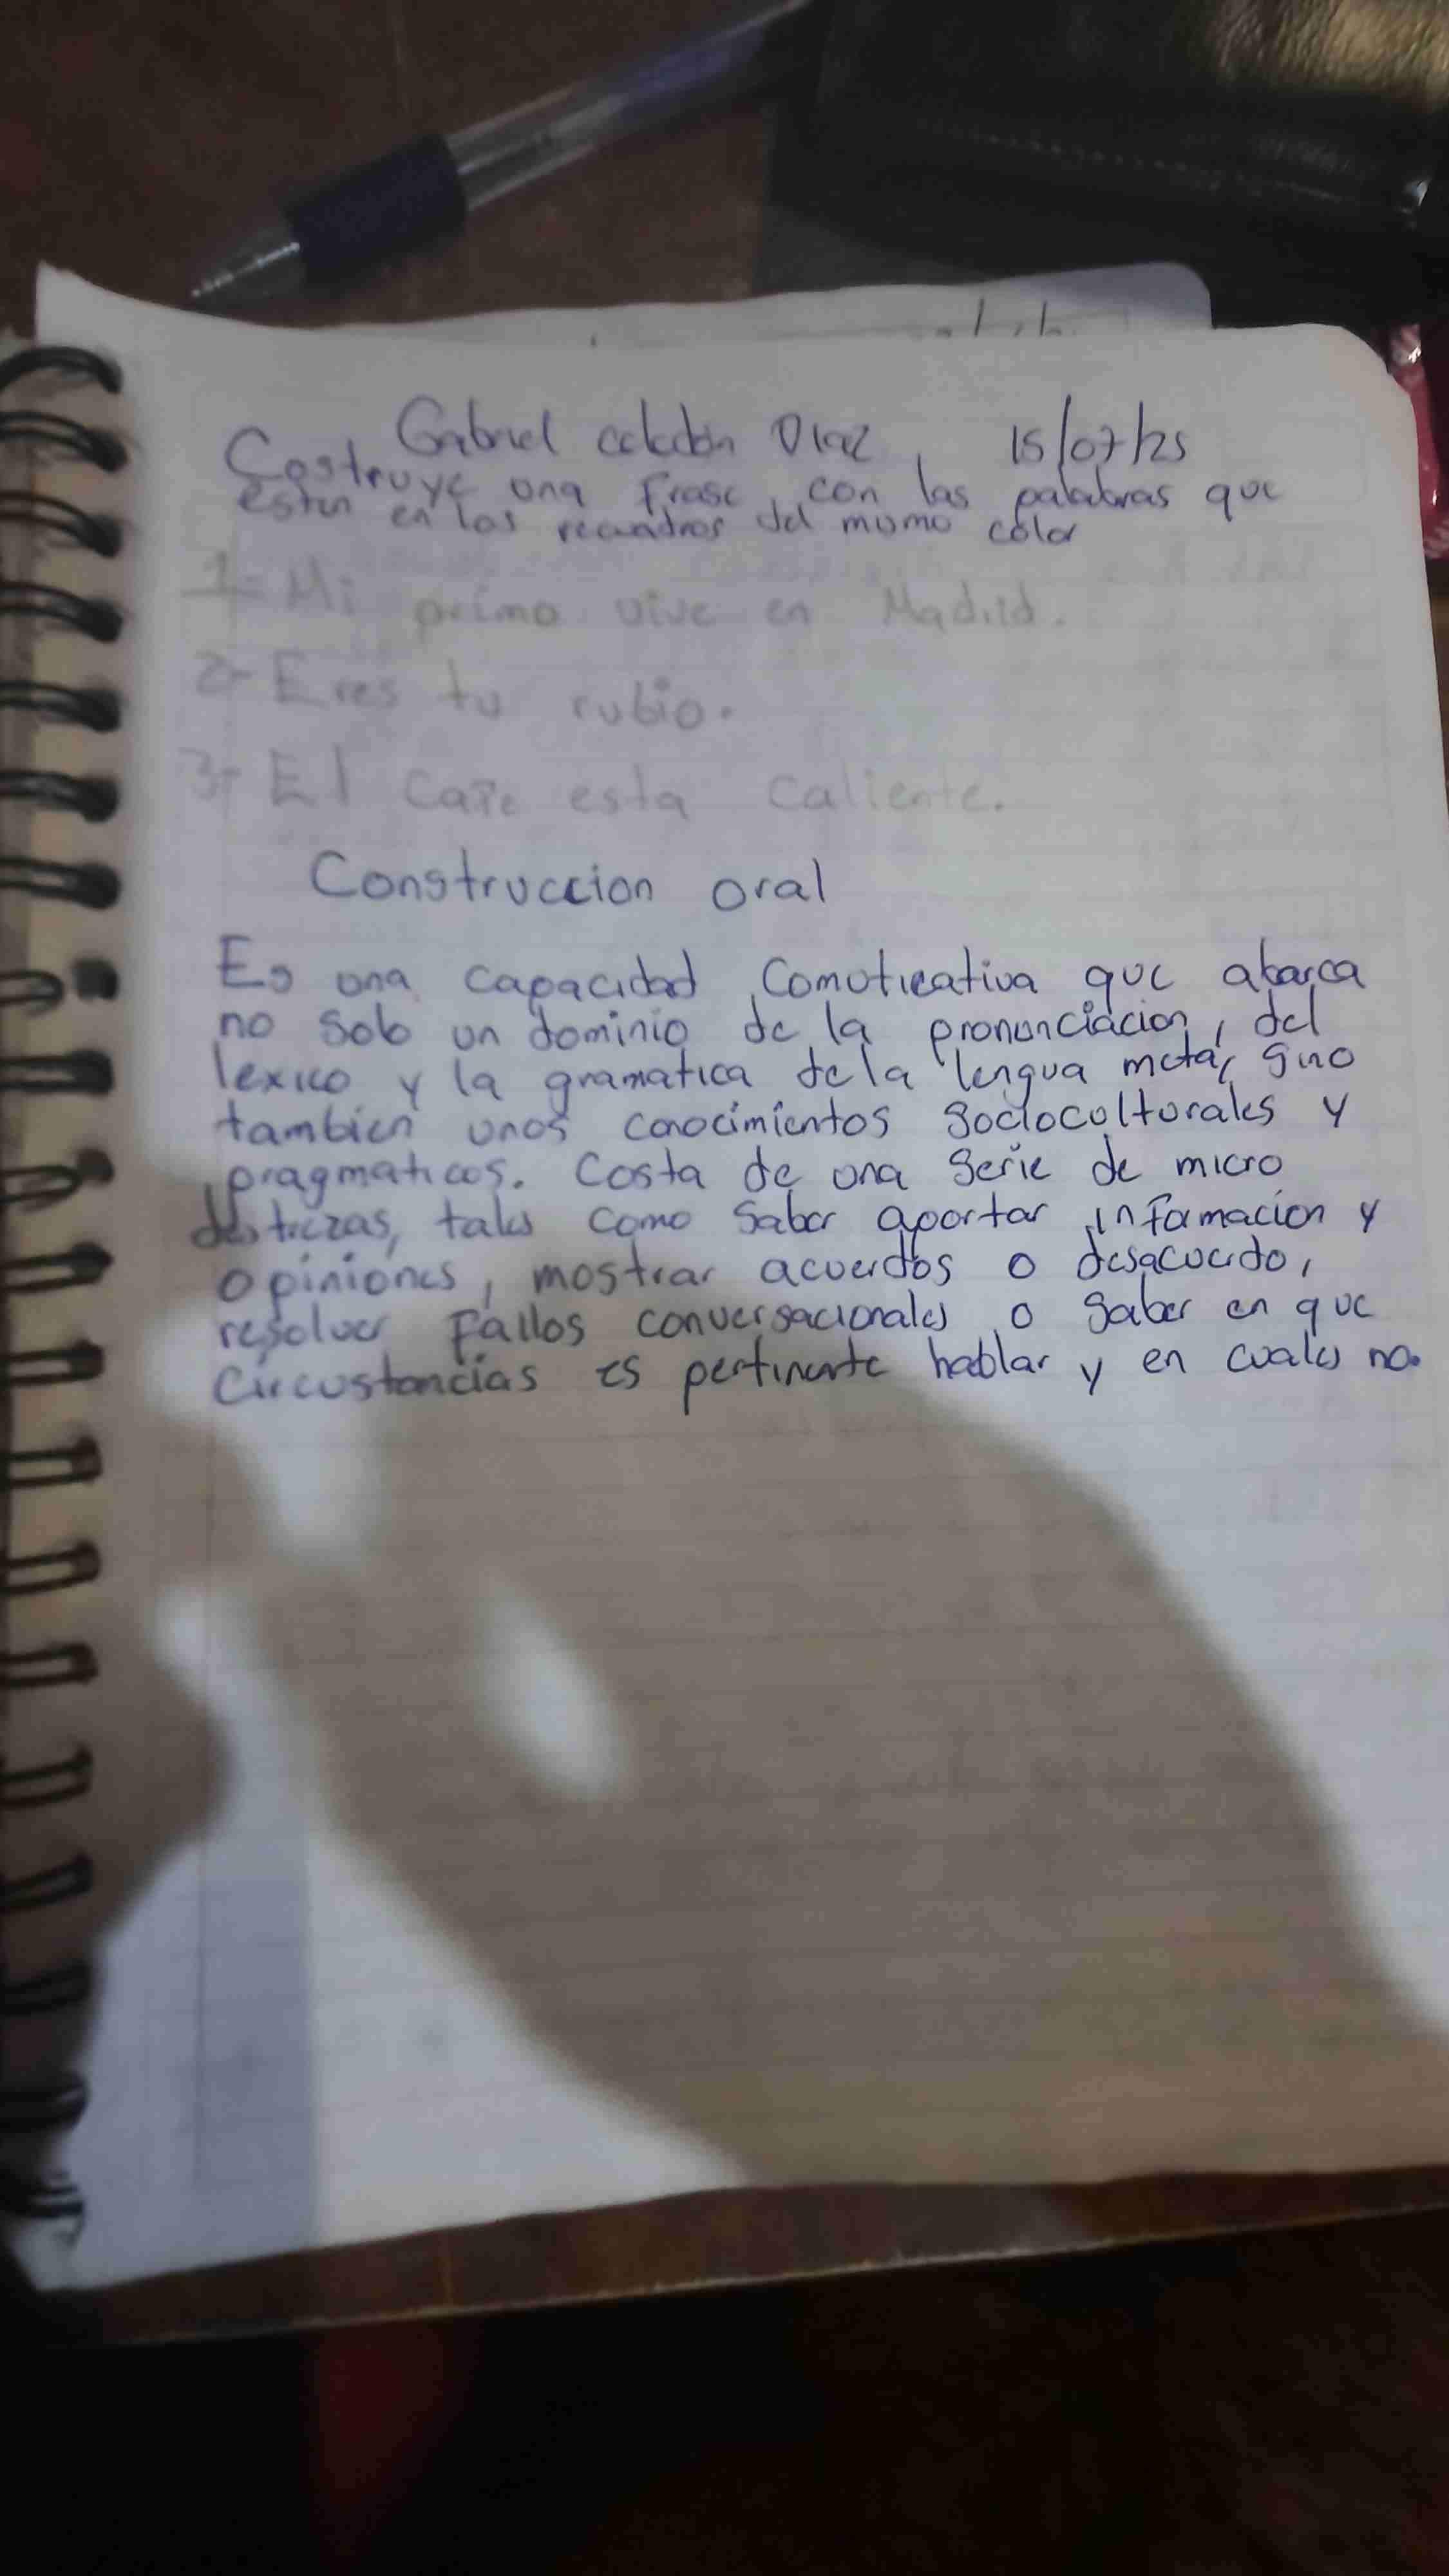 Gabriel celedon Diaz, 15/07/25
Costruye una frase, con las palabras que
estan en los recuadros del mismo color
1- Mi primo vive en Madrid.
2- Eres tu rubio.
3- El cafe esta caliente.
Construccion oral
Es una capacidad comunicativa que abarca
no solo un dominio de la pronunciacion, del
lexico y la gramatica de la lengua meta, sino
tambien unos conocimientos socioculturales y
pragmaticos. Costa de una serie de micro
destrezas, tales como saber aportar informacion y
opiniones, mostrar acuerdos o desacuerdo,
resolver fallos conversacionales o saber en que
circustancias es pertinente hablar y en cuales no.